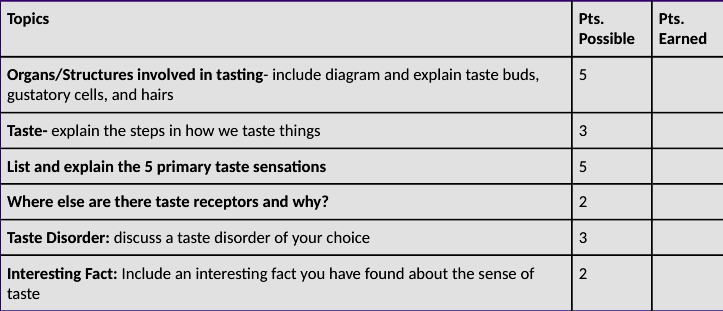 Topics
Pts.
Possible
Pts.
Earned
Organs/Structures involved in tasting- include diagram and explain taste buds,
gustatory cells, and hairs
5
Taste- explain the steps in how we taste things
3
List and explain the 5 primary taste sensations
5
Where else are there taste receptors and why?
2
Taste Disorder: discuss a taste disorder of your choice
3
Interesting Fact: Include an interesting fact you have found about the sense of
taste
2